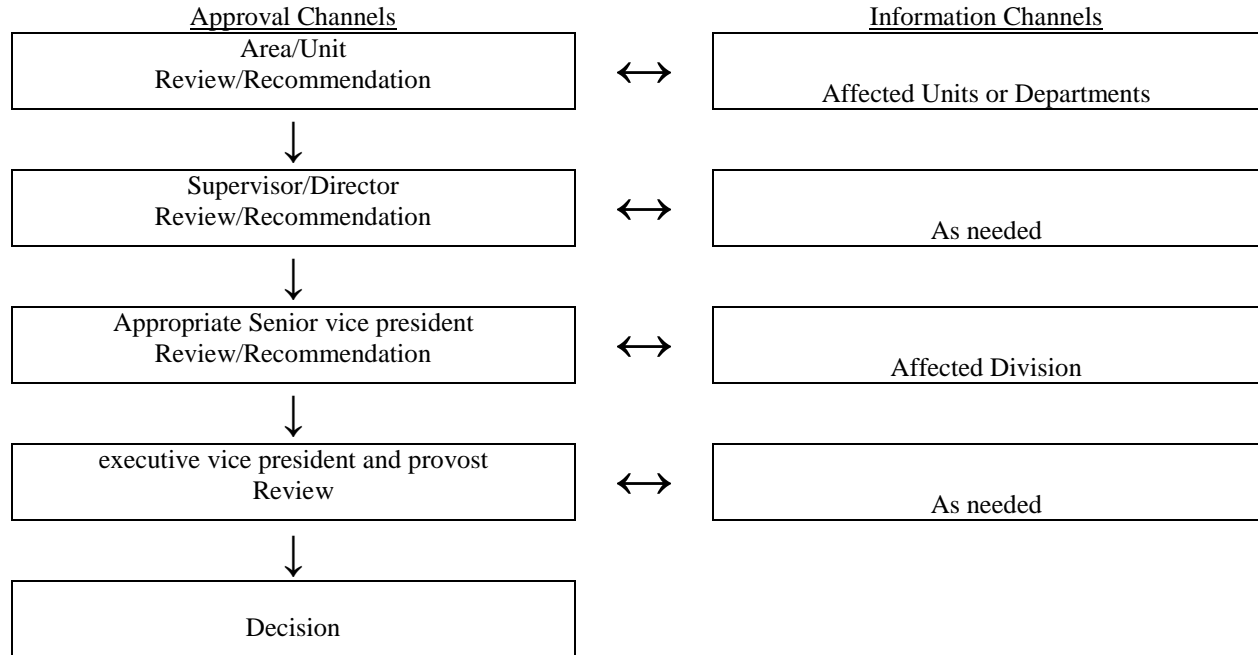 Approval Channels
Information Channels
Area/Unit
Review/Recommendation
Affected Units or Departments
Supervisor/Director
Review/Recommendation
As needed
Appropriate Senior vice president
Review/Recommendation
Affected Division
executive vice president and provost
Review
As needed
Decision